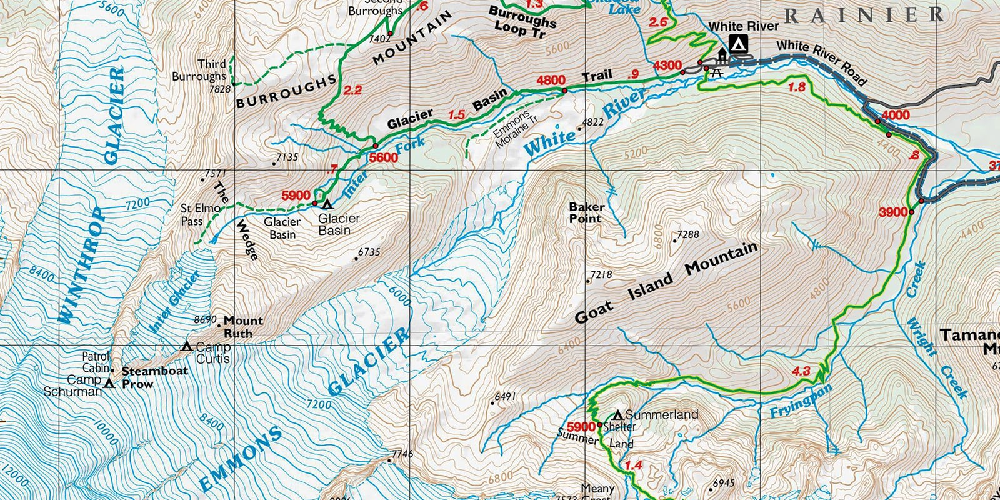 5600
6400
Second
Burroughs
.6
7402
MOUNTAIN
1.3
Burroughs
Loop Tr
Shadow
Lake
2.6
White River
RAINIER
White River Road
5600
Third
Burroughs
7828
BURROUGHS
2.2
4800
Trail
.9
4300
1.8
4000
GLACIER
Glacier
1.5
Basin
Emmons
Moraine Tr
River
4822
White
5200
4400
.8
7135
5600
Fork
7571
The
.7
Inter
5900
St Elmo
Pass
7200
Glacier
Basin
Glacier
Basin
Wedge
Baker
Point
6800
7288
3900
4400
WINTHROP
8400
6735
7218
Goat Island Mountain
4800
Creek
5600
Inter Glacier
8690
Mount
Ruth
6000
6400
Wright
Creek
Camp
Curtis
Patrol
Cabin
Steamboat
Prow
Camp
Schurman
GLACIER
4.3
Fryingpan
7200
6491
8400
10000
Summerland
5900
Shelter
Summer
Land
EMMONS
7746
12000
1.4
6800
Meany
6945